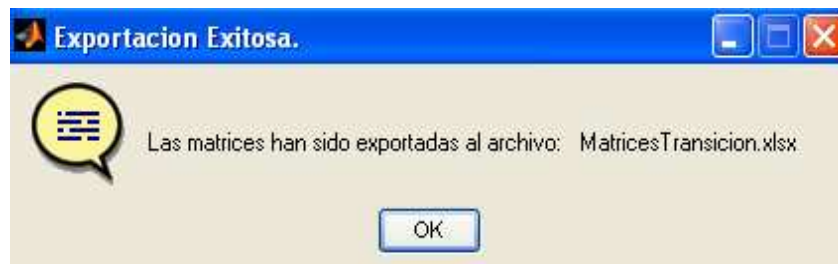 Exportacion Exitosa.
Las matrices han sido exportadas al archivo: MatricesTransicion.xlsx
OK